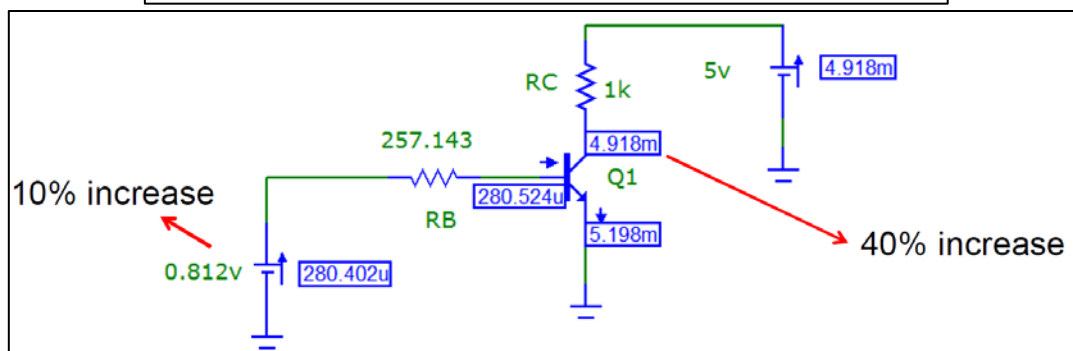 RC
1k
5v
4.918m
257.143
4.918m
Q1
10% increase
280.524u
RB
5.198m
40% increase
0.812v
280.402u